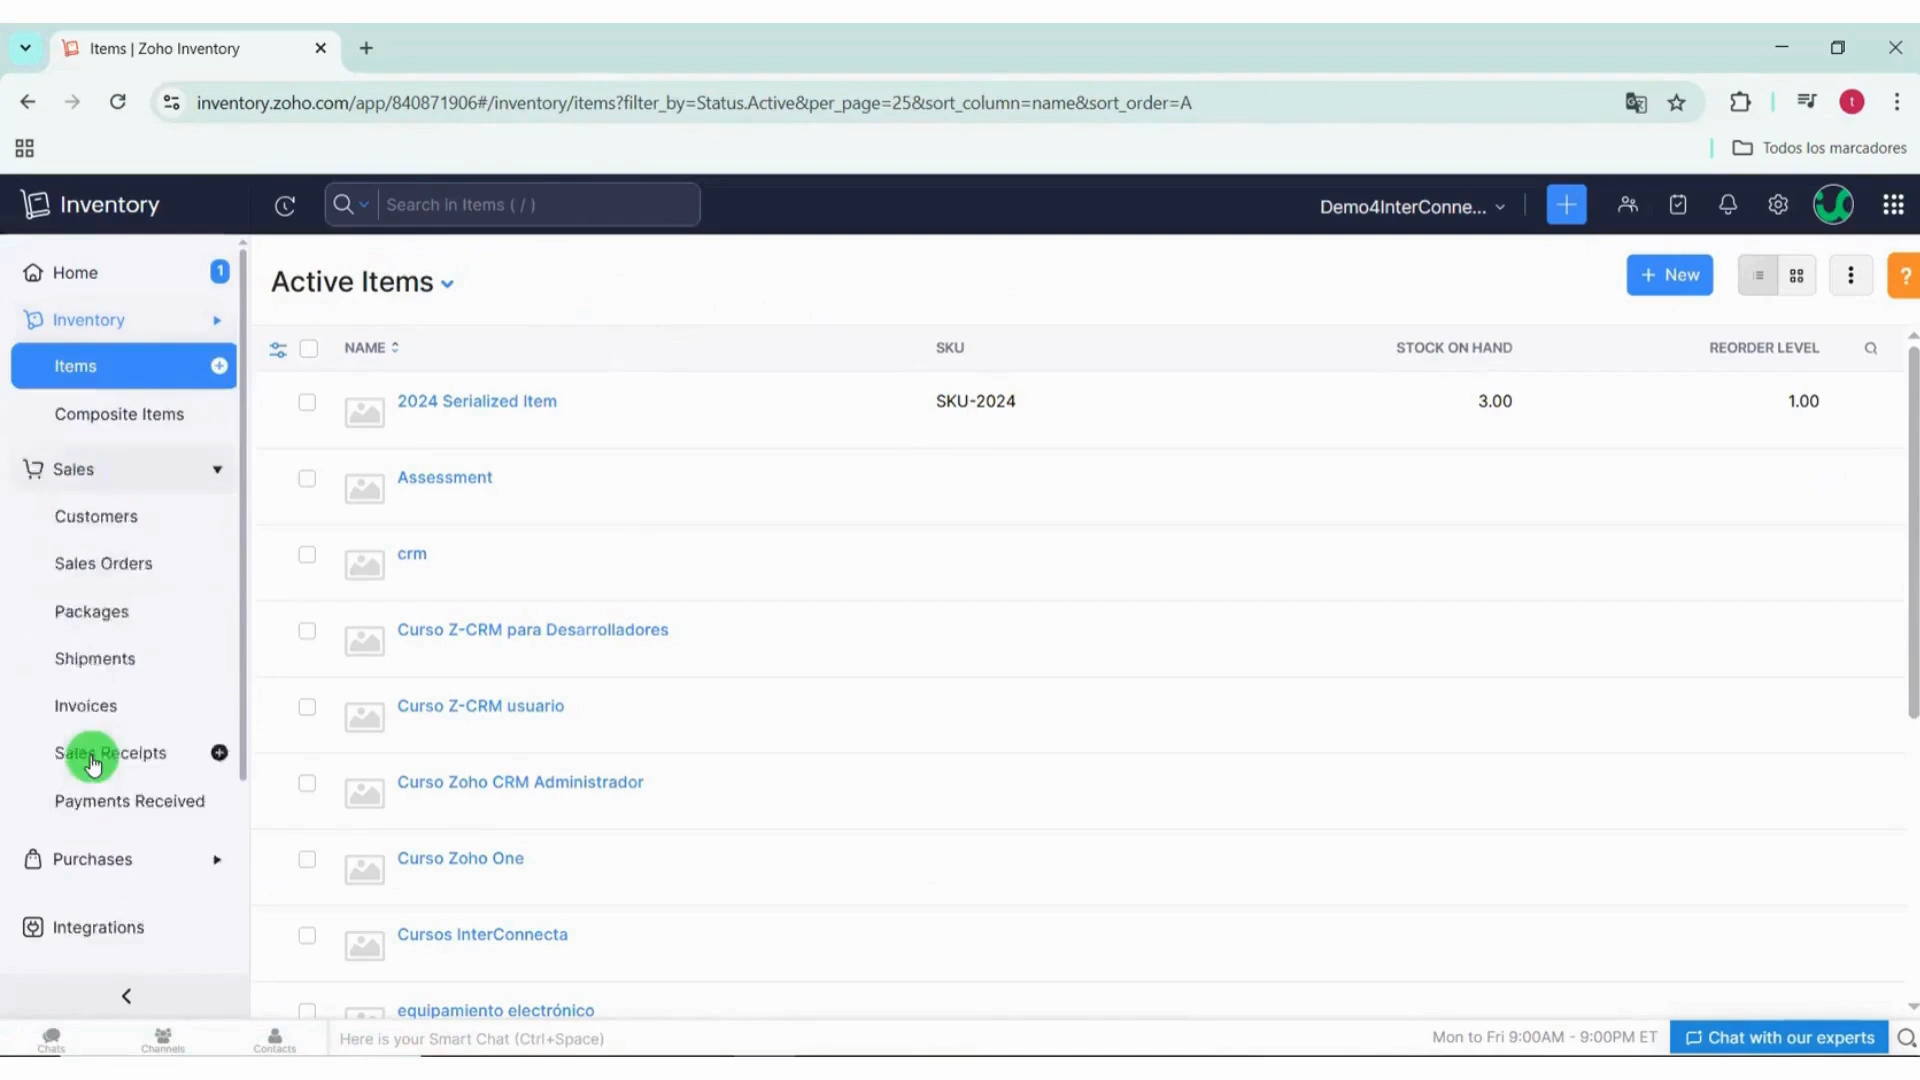 Items | Zoho Inventory
inventory.zoho.com/app/840871906#/inventory/items?filter_by=Status.Active&per_page=25&sort_column=name&sort_order=A
t
Todos los marcadores
Inventory
Search in Items ( / )
Demo4InterConne...
Home 1
Inventory
Items
Composite Items
Sales
Customers
Sales Orders
Packages
Shipments
Invoices
Sales Receipts
Payments Received
Purchases
Integrations
Active Items
+ New
?
NAME SKU STOCK ON HAND REORDER LEVEL
2024 Serialized Item SKU-2024 3.00 1.00
Assessment
crm
Curso Z-CRM para Desarrolladores
Curso Z-CRM usuario
Curso Zoho CRM Administrador
Curso Zoho One
Cursos InterConnecta
equipamiento electrónico
Chats
Channels
Contacts
Here is your Smart Chat (Ctrl+Space)
Mon to Fri 9:00AM - 9:00PM ET
Chat with our experts